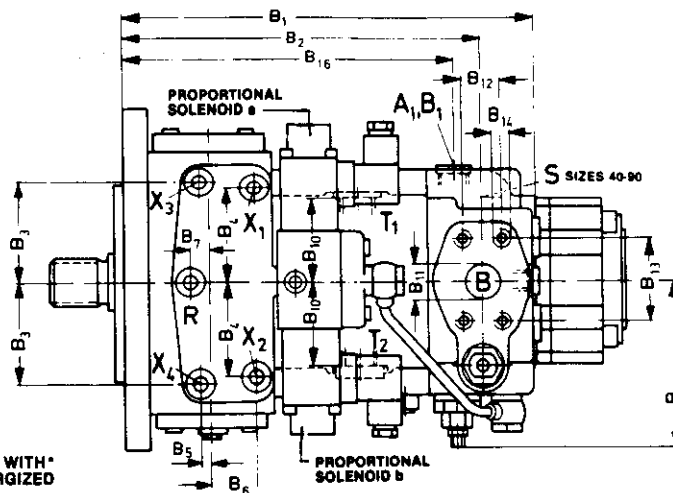 B1
B2
B16
PROPORTIONAL
SOLENOID a
A1,B1
B12
B14
S SIZES 40-90
X3
X1
T1
B3
B4
B7
B10
B11
B
B13
R
B3
B4
B10
X4
X2
T2
B5
B6
PROPORTIONAL
SOLENOID b
WITH*